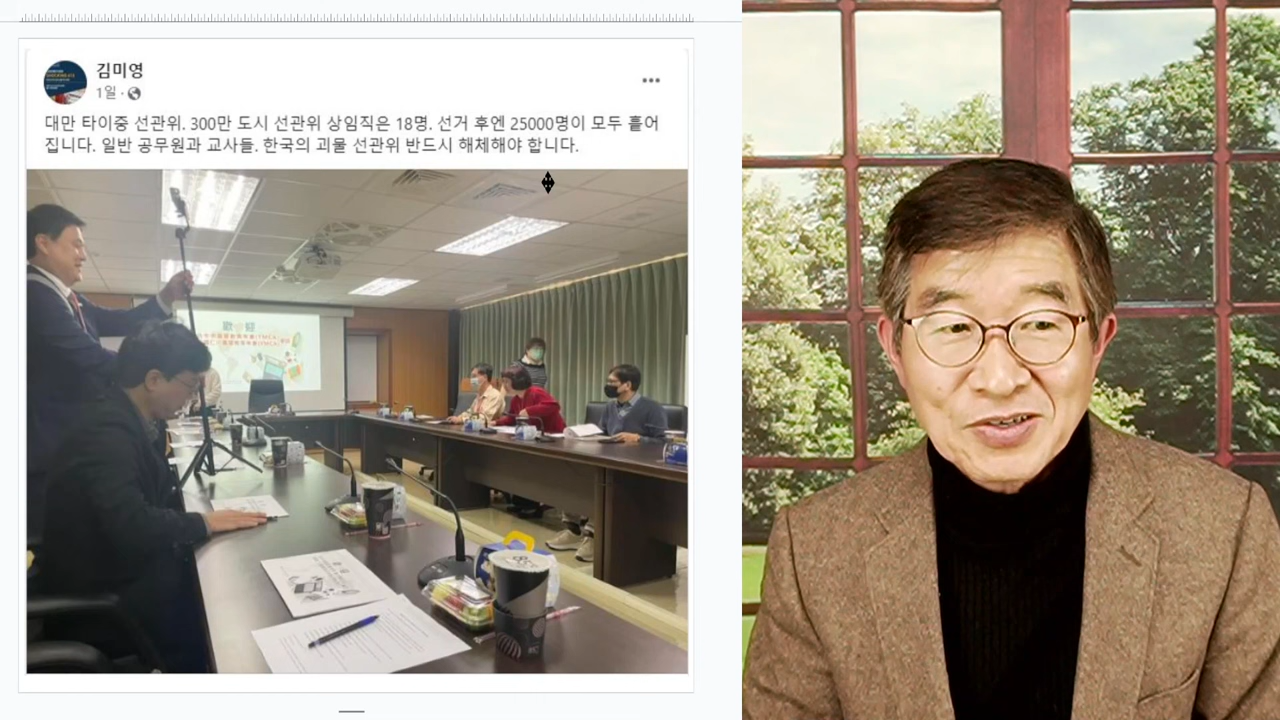 김미영
1일 ·
대만 타이중 선관위. 300만 도시 선관위 상임직은 18명. 선거 후엔 25000명이 모두 흩어
집니다. 일반 공무원과 교사들. 한국의 괴물 선관위 반드시 해체해야 합니다.